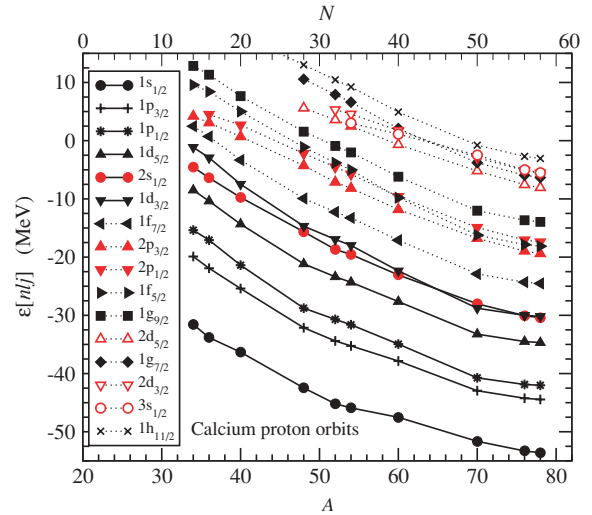 N
0 10 20 30 40 50 60
10
0
-10
-20
-30
-40
-50
ε[nlj] (MeV)
1s1/2
1p3/2
1p1/2
1d5/2
2s1/2
1d3/2
1f7/2
2p3/2
2p1/2
1f5/2
1g9/2
2d5/2
1g7/2
2d3/2
3s1/2
1h11/2
Calcium proton orbits
20 30 40 50 60 70 80
A